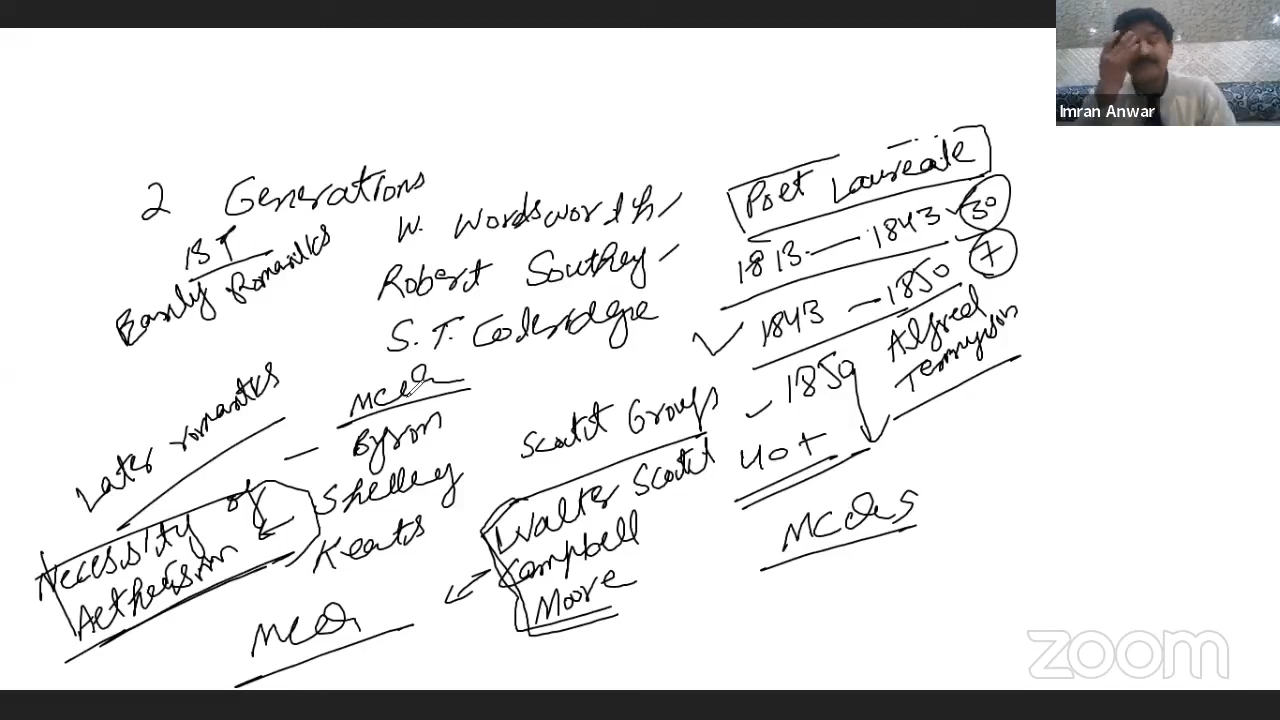 Imran Anwar
2 Generations
1ST
Early Romantics
W. Wordsworth
Robert Southey
S. T. Coleridge
Poet Laureate
1813 — 1843 30
1843 — 1850 7
1850
40+
Alfred
Tennyson
MCQs
Later romantics
MCQ
Byron
Shelley
Keats
Necessity of
Aetheism
MCQ
Scott Groups
Walter Scott
Campbell
Moore
zoom